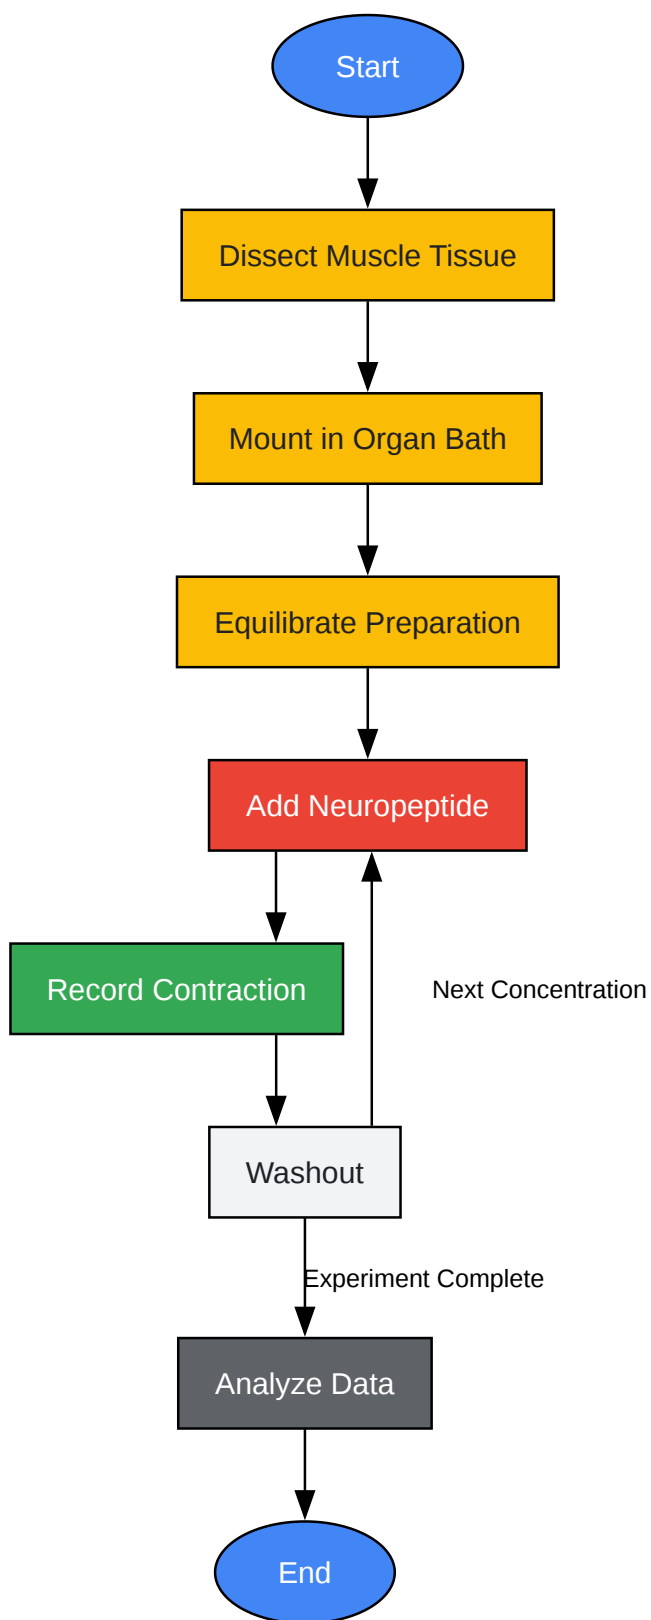 Start
Dissect Muscle Tissue
Mount in Organ Bath
Equilibrate Preparation
Add Neuropeptide
Record Contraction
Next Concentration
Washout
Experiment Complete
Analyze Data
End